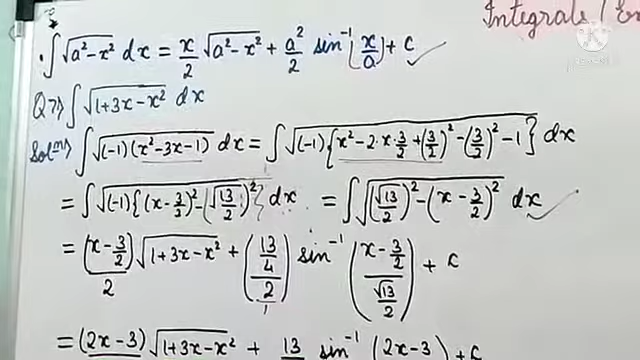 Integrals / Ex
• ∫√(a²−x²) dx = x/2 √(a²−x²) + a²/2 sin⁻¹(x/a) + c ✓
Q 7⟩⟩ ∫√(1+3x−x²) dx
Solⁿ⟩⟩ ∫√((-1)(x²−3x−1)) dx = ∫√((-1){x²−2·x·3/2+(3/2)²−(3/2)²−1}) dx
= ∫√((-1){(x−3/2)²−(√13/2)²}) dx = ∫√((√13/2)²−(x−3/2)²) dx ✓
= (x−3/2)/2 √(1+3x−x²) + ((13/4)/2) sin⁻¹((x−3/2)/(√13/2)) + c
= (2x−3) √(1+3x−x²) + 13 sin⁻¹(2x−3) + c